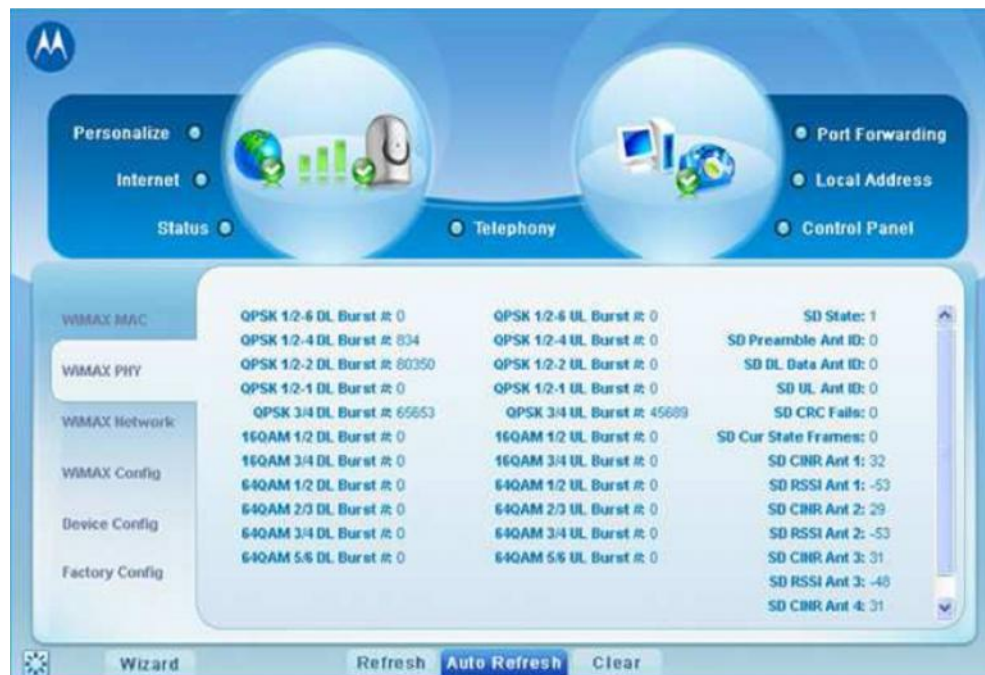 Personalize
Internet
Status
Telephony
Port Forwarding
Local Address
Control Panel
WiMAX MAC
WiMAX PHY
WiMAX Network
WiMAX Config
Device Config
Factory Config
QPSK 1/2-6 DL Burst #: 0
QPSK 1/2-4 DL Burst #: 834
QPSK 1/2-2 DL Burst #: 80350
QPSK 1/2-1 DL Burst #: 0
QPSK 3/4 DL Burst #: 65653
16QAM 1/2 DL Burst #: 0
16QAM 3/4 DL Burst #: 0
64QAM 1/2 DL Burst #: 0
64QAM 2/3 DL Burst #: 0
64QAM 3/4 DL Burst #: 0
64QAM 5/6 DL Burst #: 0
QPSK 1/2-6 UL Burst #: 0
QPSK 1/2-4 UL Burst #: 0
QPSK 1/2-2 UL Burst #: 0
QPSK 1/2-1 UL Burst #: 0
QPSK 3/4 UL Burst #: 45689
16QAM 1/2 UL Burst #: 0
16QAM 3/4 UL Burst #: 0
64QAM 1/2 UL Burst #: 0
64QAM 2/3 UL Burst #: 0
64QAM 3/4 UL Burst #: 0
64QAM 5/6 UL Burst #: 0
SD State: 1
SD Preamble Ant ID: 0
SD DL Data Ant ID: 0
SD UL Ant ID: 0
SD CRC Fails: 0
SD Cur State Frames: 0
SD CINR Ant 1: 32
SD RSSI Ant 1: -53
SD CINR Ant 2: 29
SD RSSI Ant 2: -53
SD CINR Ant 3: 31
SD RSSI Ant 3: -48
SD CINR Ant 4: 31
Wizard
Refresh
Auto Refresh
Clear